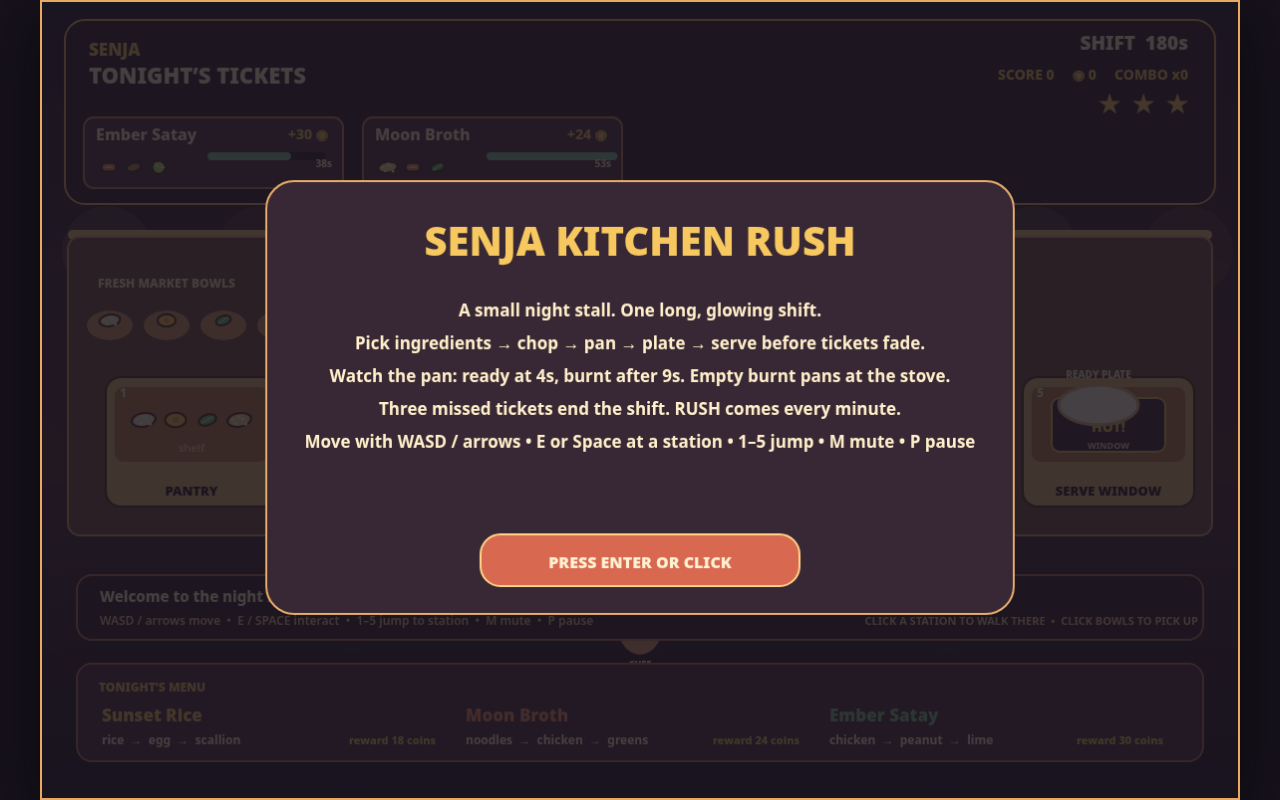 SENJA
TONIGHT'S TICKETS
SHIFT 180s
SCORE 0 0 COMBO x0
Ember Satay +30
38s
Moon Broth +24
53s
SENJA KITCHEN RUSH
A small night stall. One long, glowing shift.
Pick ingredients → chop → pan → plate → serve before tickets fade.
Watch the pan: ready at 4s, burnt after 9s. Empty burnt pans at the stove.
Three missed tickets end the shift. RUSH comes every minute.
Move with WASD / arrows • E or Space at a station • 1–5 jump • M mute • P pause
PRESS ENTER OR CLICK
FRESH MARKET BOWLS
1
shelf
PANTRY
READY PLATE
5
HOT!
WINDOW
SERVE WINDOW
Welcome to the night
WASD / arrows move • E / SPACE interact • 1–5 jump to station • M mute • P pause
CLICK A STATION TO WALK THERE • CLICK BOWLS TO PICK UP
TONIGHT'S MENU
Sunset Rice
rice → egg → scallion reward 18 coins
Moon Broth
noodles → chicken → greens reward 24 coins
Ember Satay
chicken → peanut → lime reward 30 coins